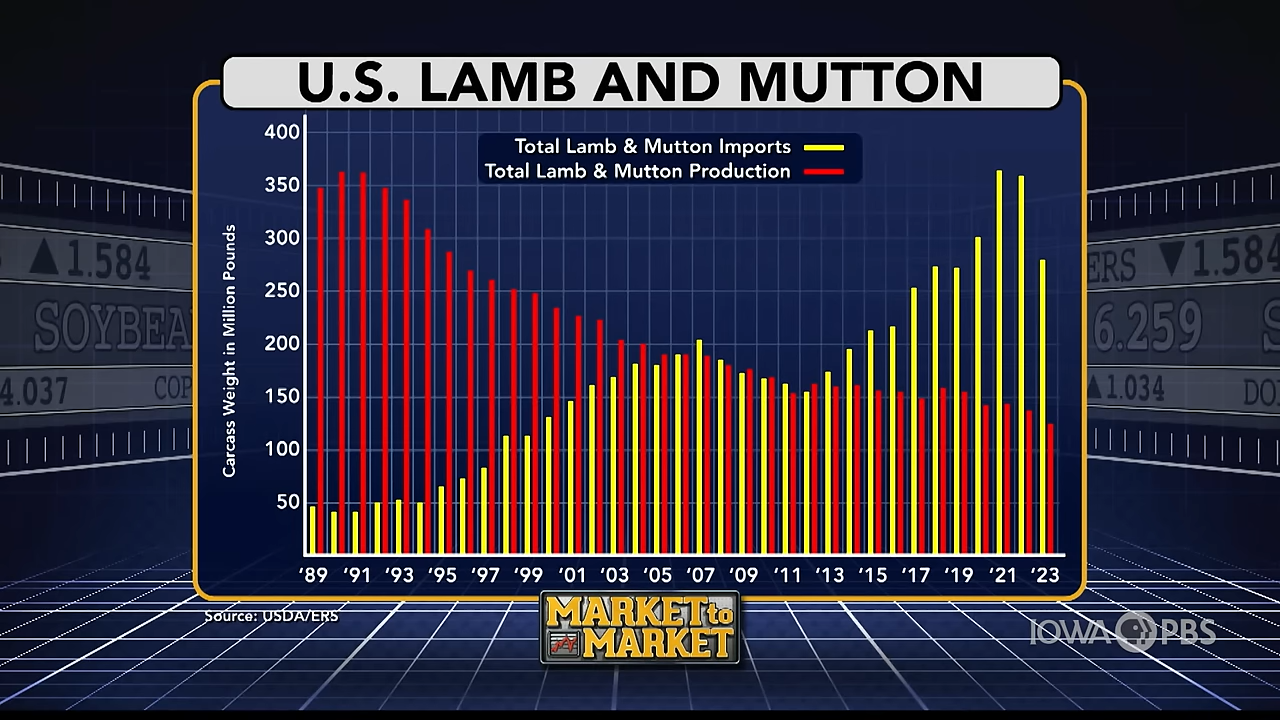 U.S. LAMB AND MUTTON
Total Lamb & Mutton Imports
Total Lamb & Mutton Production
Carcass Weight in Million Pounds
400
350
300
250
200
150
100
50
‘89 ‘91 ‘93 ‘95 ‘97 ‘99 ‘01 ‘03 ‘05 ‘07 ‘09 ‘11 ‘13 ‘15 ‘17 ‘19 ‘21 ‘23
Source: USDA/ERS
MARKET to
MARKET
IOWA PBS
▲1.584
SOYBEA
4.037 COP
ERS ▼1.584
6.259 S
▲1.034 DO